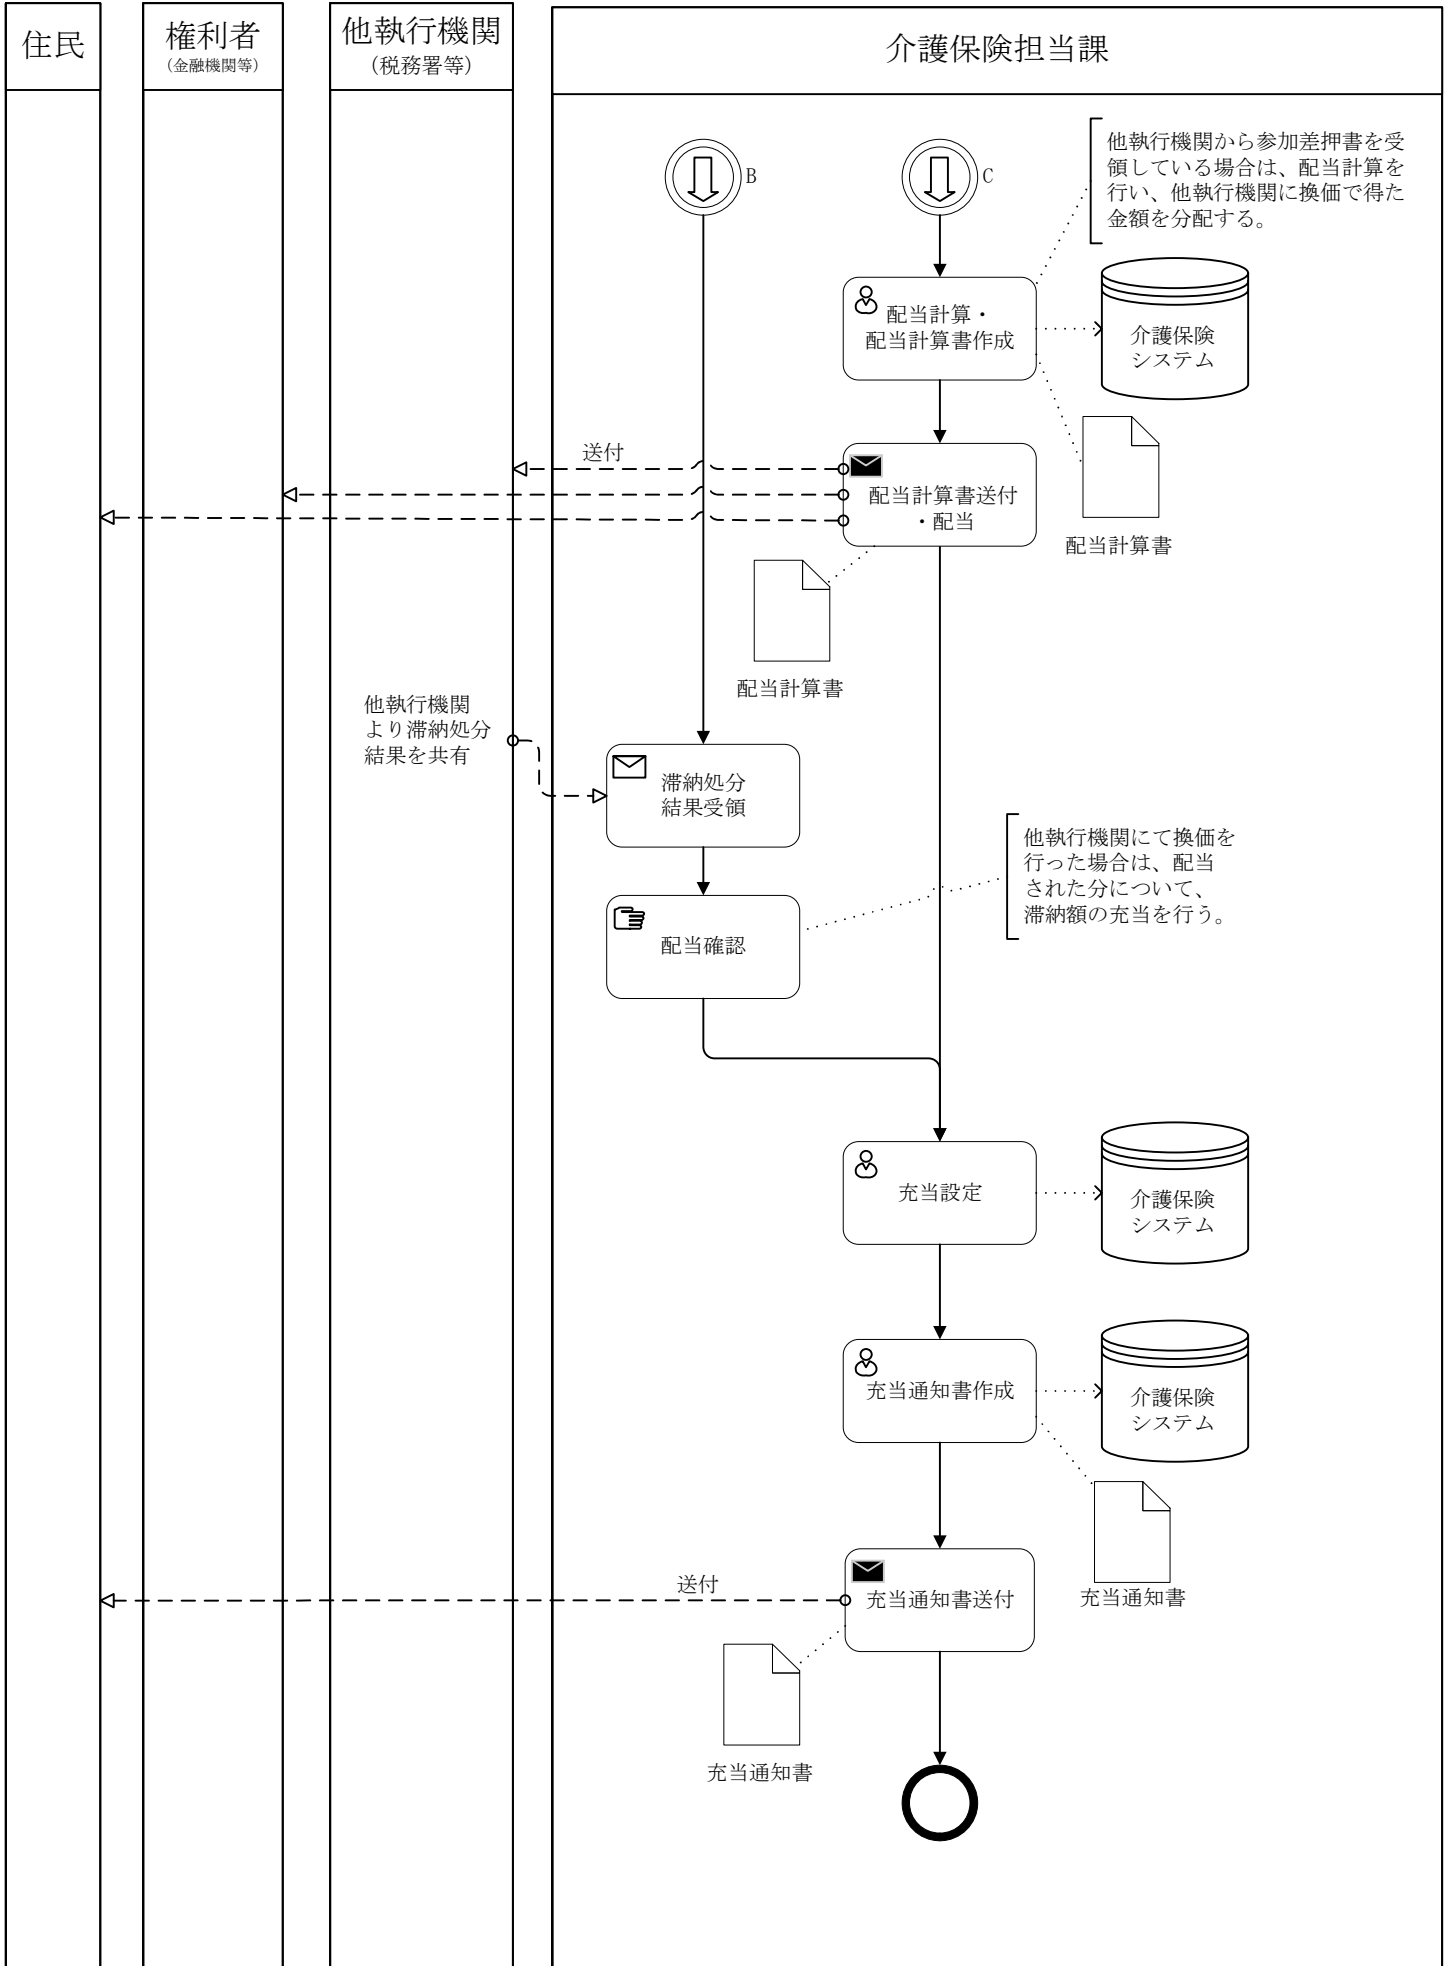 住民
権利者
(金融機関等)
他執行機関
(税務署等)
介護保険担当課
B
C
他執行機関から参加差押書を受
領している場合は、配当計算を
行い、他執行機関に換価で得た
金額を分配する。
配当計算・
配当計算書作成
介護保険
システム
送付
配当計算書送付
・配当
配当計算書
配当計算書
他執行機関
より滞納処分
結果を共有
滞納処分
結果受領
他執行機関にて換価を
行った場合は、配当
された分について、
滞納額の充当を行う。
配当確認
充当設定
介護保険
システム
充当通知書作成
介護保険
システム
送付
充当通知書送付
充当通知書
充当通知書